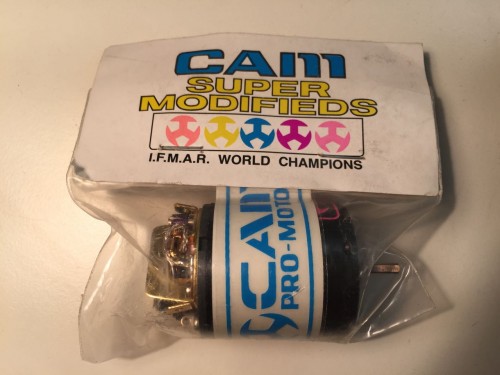 CAM
SUPER
MODIFIEDS
I.F.M.A.R. WORLD CHAMPIONS
CAM
PRO-MOTO